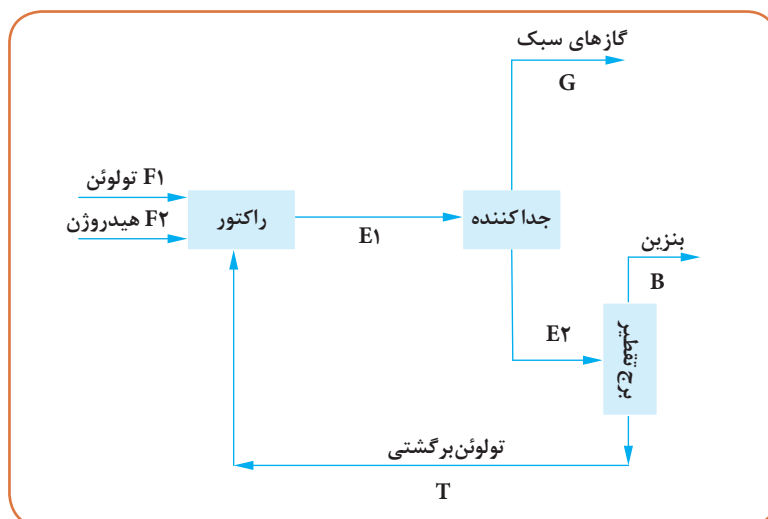 گازهای سبک
G
F۱ تولوئن
F۲ هیدروژن
راکتور
E۱
جداکننده
بنزین
B
E۲
برج تقطیر
تولوئن‌برگشتی
T